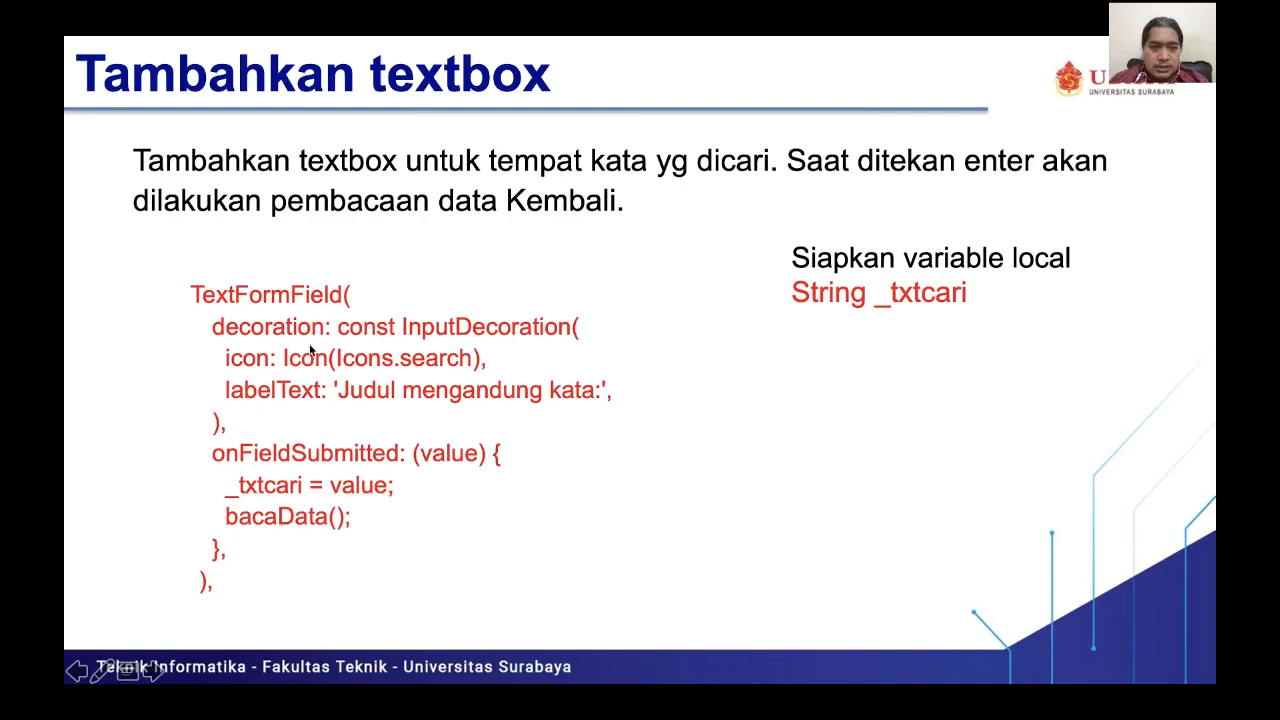 Tambahkan textbox
U
UNIVERSITAS SURABAYA
Tambahkan textbox untuk tempat kata yg dicari. Saat ditekan enter akan
dilakukan pembacaan data Kembali.
Siapkan variable local
String _txtcari
TextFormField(
decoration: const InputDecoration(
icon: Icon(Icons.search),
labelText: 'Judul mengandung kata:',
),
onFieldSubmitted: (value) {
_txtcari = value;
bacaData();
},
),
Teknik Informatika - Fakultas Teknik - Universitas Surabaya